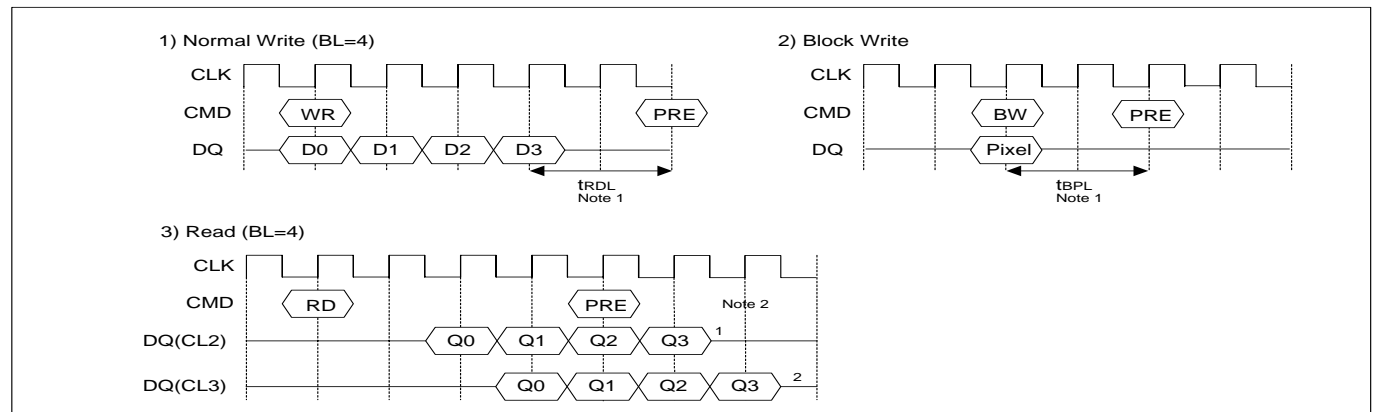 1) Normal Write (BL=4)
CLK
CMD WR PRE
DQ D0 D1 D2 D3
tRDL
Note 1
2) Block Write
CLK
CMD BW PRE
DQ Pixel
tBPL
Note 1
3) Read (BL=4)
CLK
CMD RD PRE Note 2
DQ(CL2) Q0 Q1 Q2 Q3 1
DQ(CL3) Q0 Q1 Q2 Q3 2